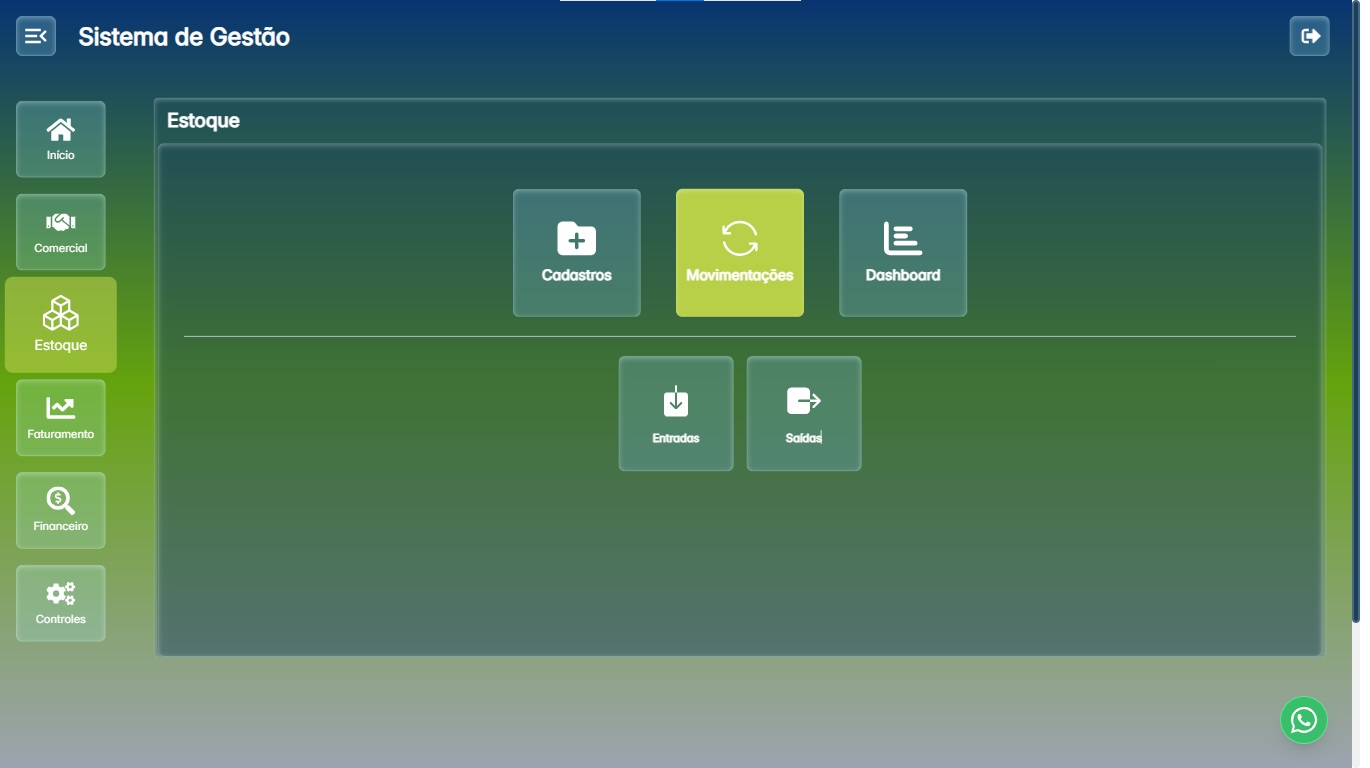 Sistema de Gestão
Início
Comercial
Estoque
Faturamento
Financeiro
Controles
Estoque
Cadastros
Movimentações
Dashboard
Entradas
Saídas